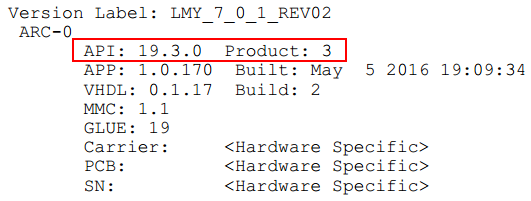 Version Label: LMY_7_0_1_REV02
ARC-0
API: 19.3.0 Product: 3
APP: 1.0.170 Built: May 5 2016 19:09:34
VHDL: 0.1.17 Build: 2
MMC: 1.1
GLUE: 19
Carrier: <Hardware Specific>
PCB: <Hardware Specific>
SN: <Hardware Specific>